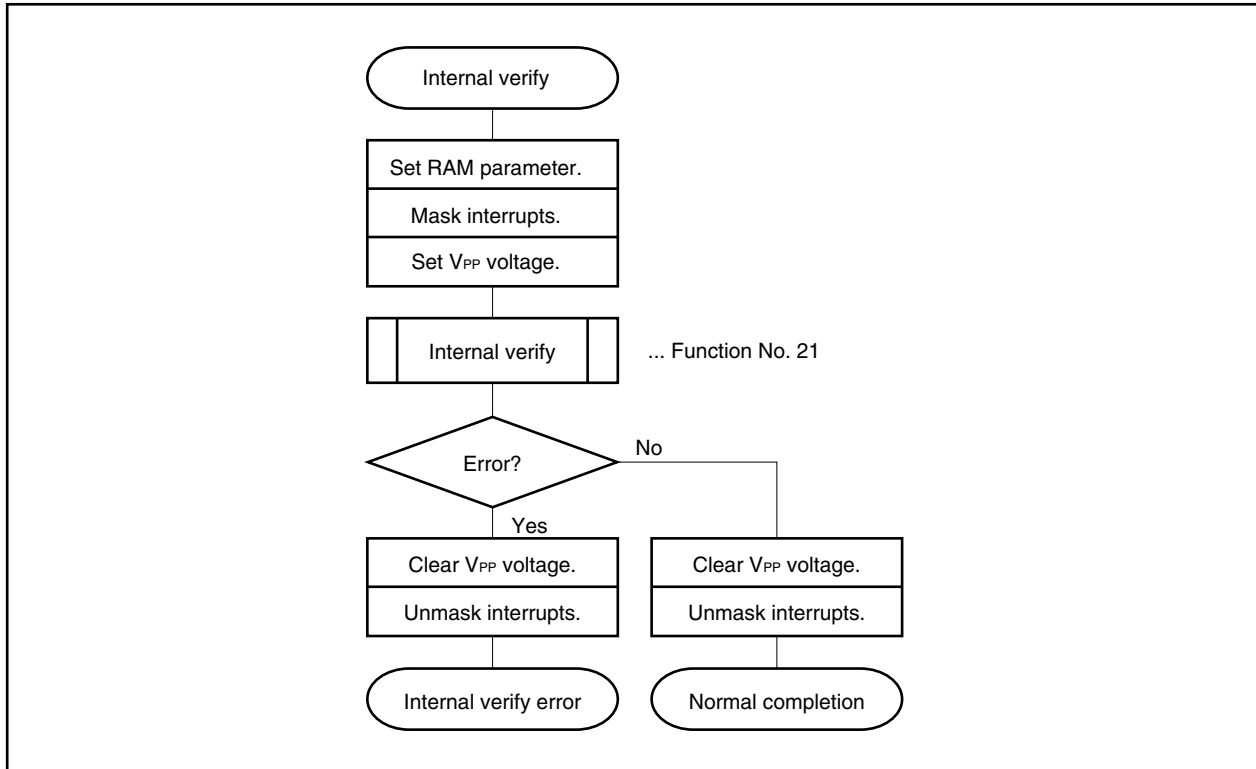 Internal verify
Set RAM parameter.
Mask interrupts.
Set VPP voltage.
Internal verify
... Function No. 21
Error?
No
Yes
Clear VPP voltage.
Unmask interrupts.
Internal verify error
Clear VPP voltage.
Unmask interrupts.
Normal completion